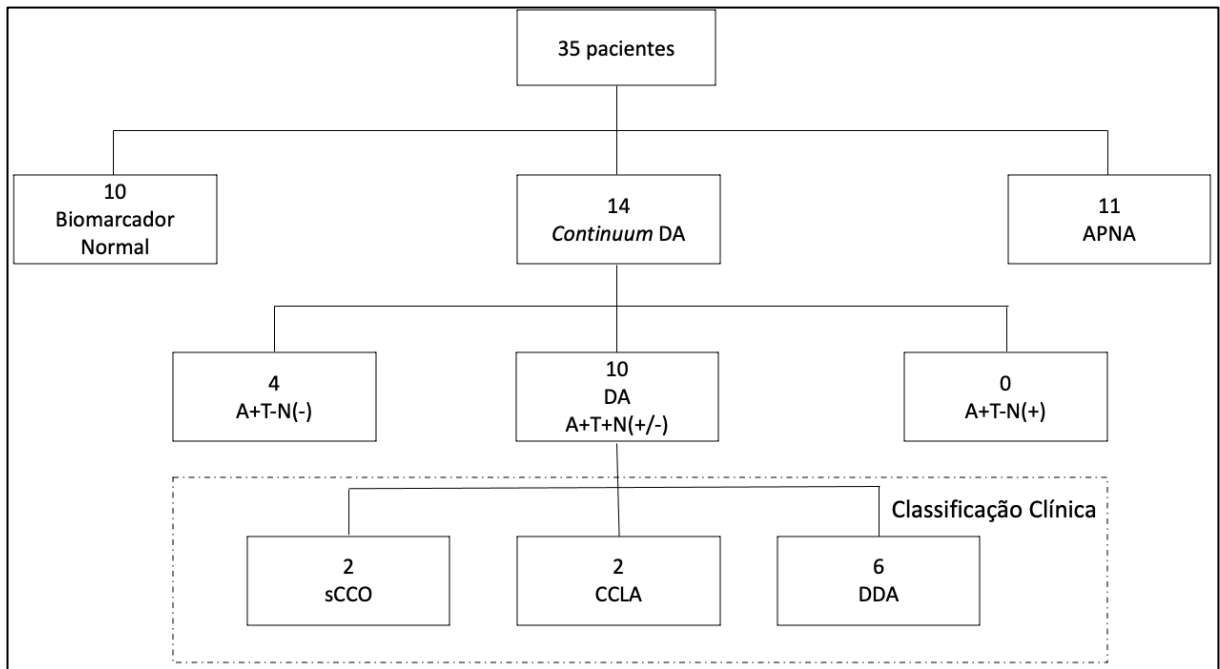 35 pacientes
10
Biomarcador
Normal
14
Continuum DA
11
APNA
4
A+T-N(-)
10
DA
A+T+N(+/-)
0
A+T-N(+)
Classificação Clínica
2
sCCO
2
CCLA
6
DDA